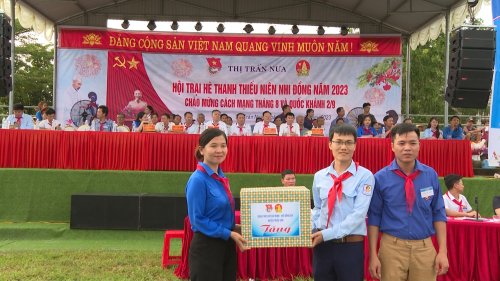 ĐẢNG CỘNG SẢN VIỆT NAM QUANG VINH MUÔN NĂM!
THỊ TRẤN NƯA
HỘI TRẠI HÈ THANH THIẾU NIÊN NHI ĐỒNG NĂM 2023
CHÀO MỪNG CÁCH MẠNG THÁNG 8 VÀ QUỐC KHÁNH 2/9
Tặng